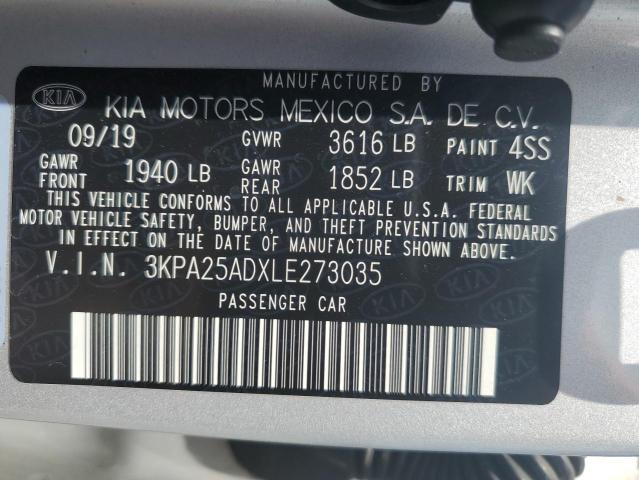 MANUFACTURED BY
KIA KIA MOTORS MEXICO S.A. DE C.V.
09/19 GVWR 3616 LB PAINT 4SS
GAWR FRONT 1940 LB GAWR REAR 1852 LB TRIM WK
THIS VEHICLE CONFORMS TO ALL APPLICABLE U.S.A. FEDERAL
MOTOR VEHICLE SAFETY, BUMPER, AND THEFT PREVENTION STANDARDS
IN EFFECT ON THE DATE OF MANUFACTURE SHOWN ABOVE.
V.I.N. 3KPA25ADXLE273035
PASSENGER CAR